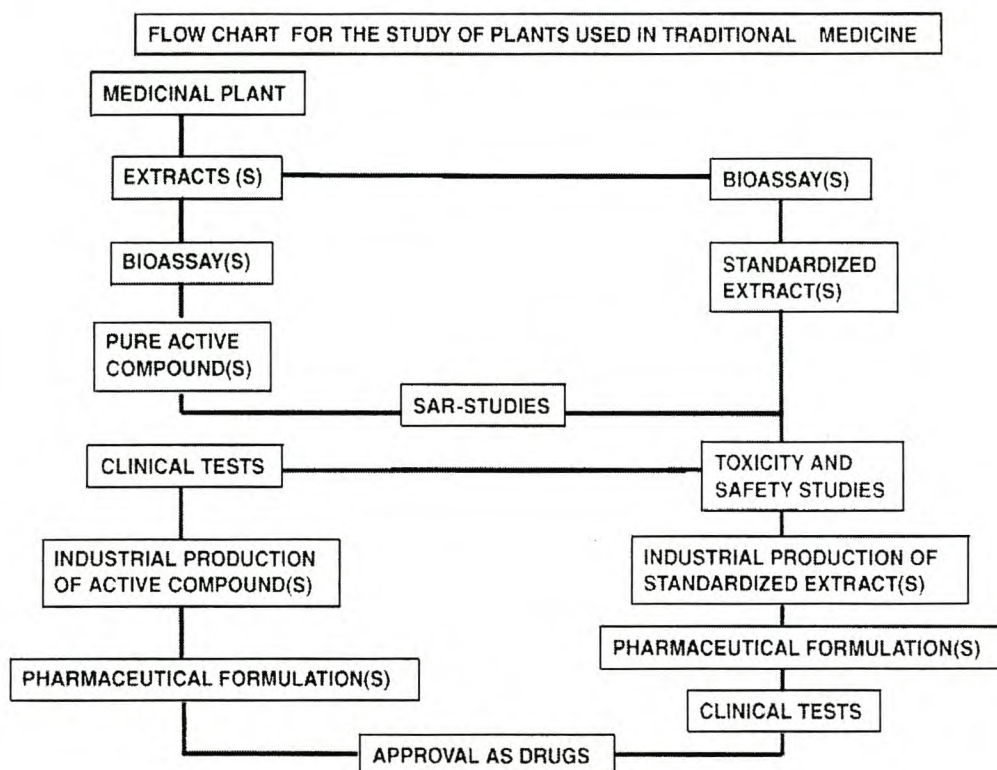 FLOW CHART FOR THE STUDY OF PLANTS USED IN TRADITIONAL MEDICINE
MEDICINAL PLANT
EXTRACTS (S)
BIOASSAY(S)
BIOASSAY(S)
STANDARDIZED
EXTRACT(S)
PURE ACTIVE
COMPOUND(S)
SAR-STUDIES
CLINICAL TESTS
TOXICITY AND
SAFETY STUDIES
INDUSTRIAL PRODUCTION
OF ACTIVE COMPOUND(S)
INDUSTRIAL PRODUCTION OF
STANDARDIZED EXTRACT(S)
PHARMACEUTICAL FORMULATION(S)
PHARMACEUTICAL FORMULATION(S)
CLINICAL TESTS
APPROVAL AS DRUGS